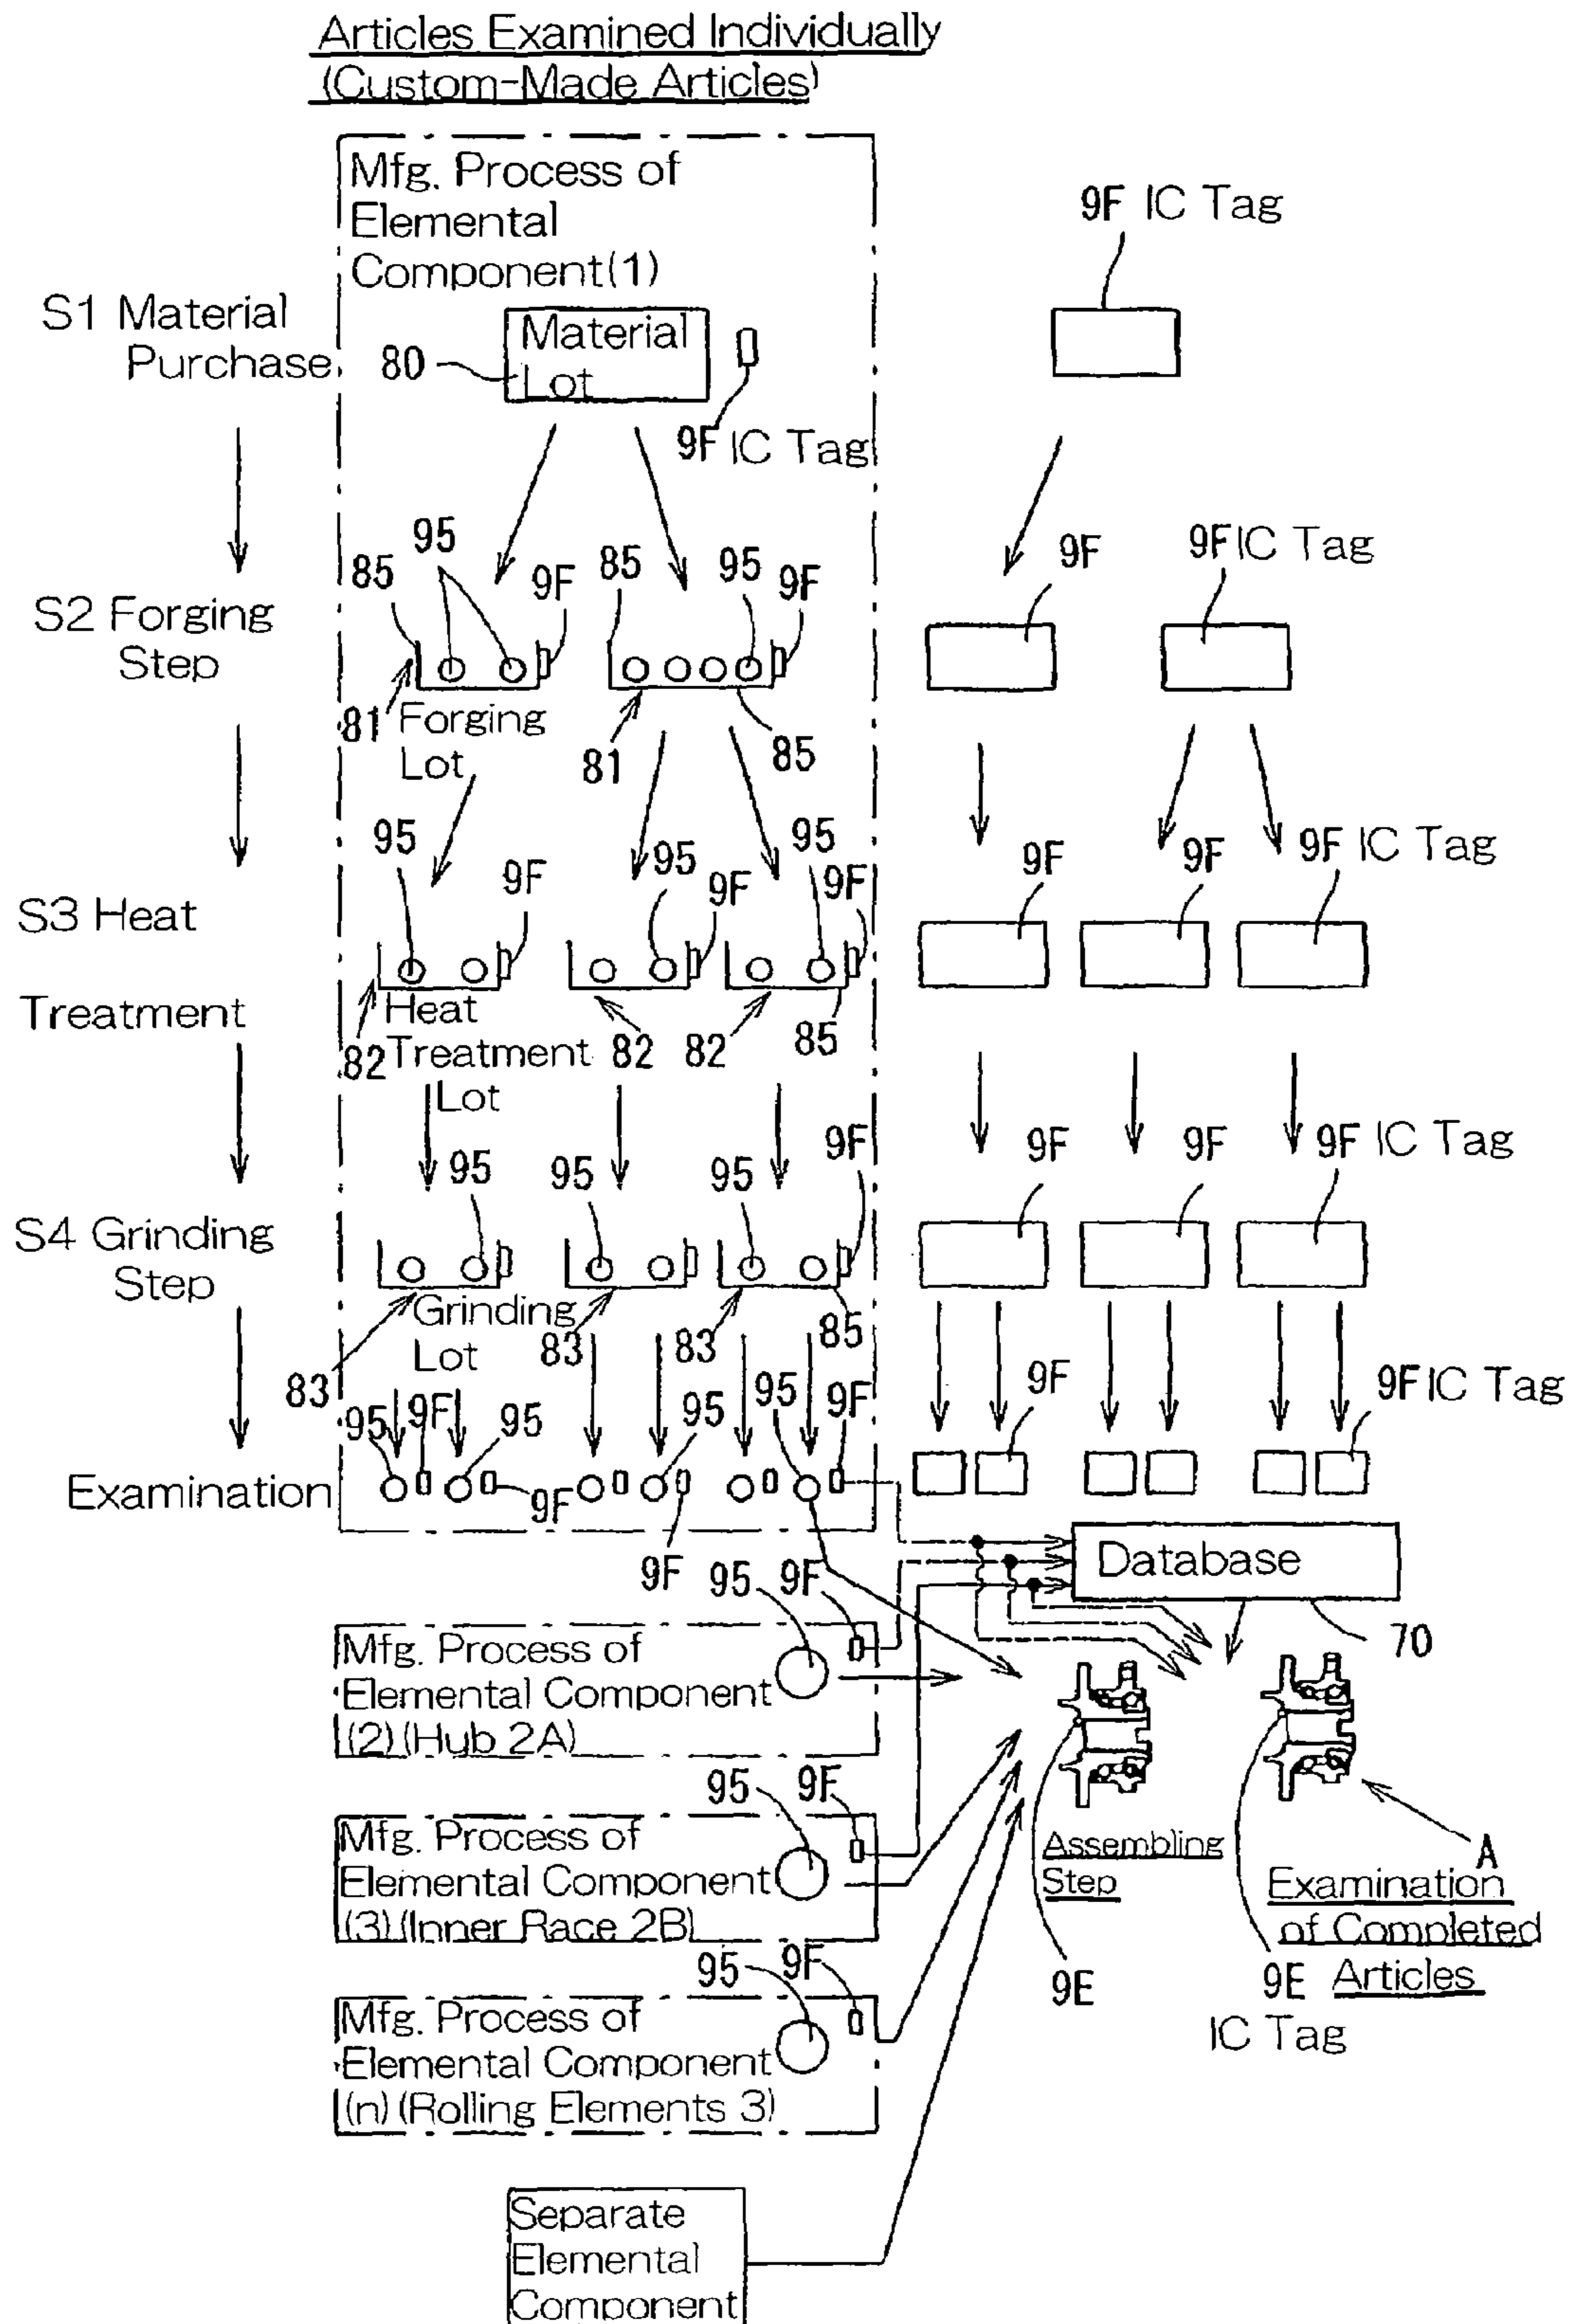 Articles Examined Individually
(Custom-Made Articles)
Mfg. Process of
Elemental
Component(1)
9F IC Tag
S1 Material
Purchase
80
Material
Lot
9F IC Tag
95
85
9F
85
95
9F
9F
9F IC Tag
S2 Forging
Step
81
Forging
Lot
81
85
95
9F
95
9F
95
9F
9F
9F
9F IC Tag
S3 Heat
Treatment
82
Heat
Treatment
Lot
82
82
85
95
95
95
9F
9F
9F
9F IC Tag
S4 Grinding
Step
83
Grinding
Lot
83
83
85
9F
9F IC Tag
95
9F
95
95
95
9F
Examination
9F
9F
Database
70
95
9F
Mfg. Process of
Elemental Component
(2)(Hub 2A)
95
9F
Mfg. Process of
Elemental Component
(3)(Inner Race 2B)
Assembling
Step
A
Examination
of Completed
Articles
9E
9E
IC Tag
95
9F
Mfg. Process of
Elemental Component
(n)(Rolling Elements 3)
Separate
Elemental
Component